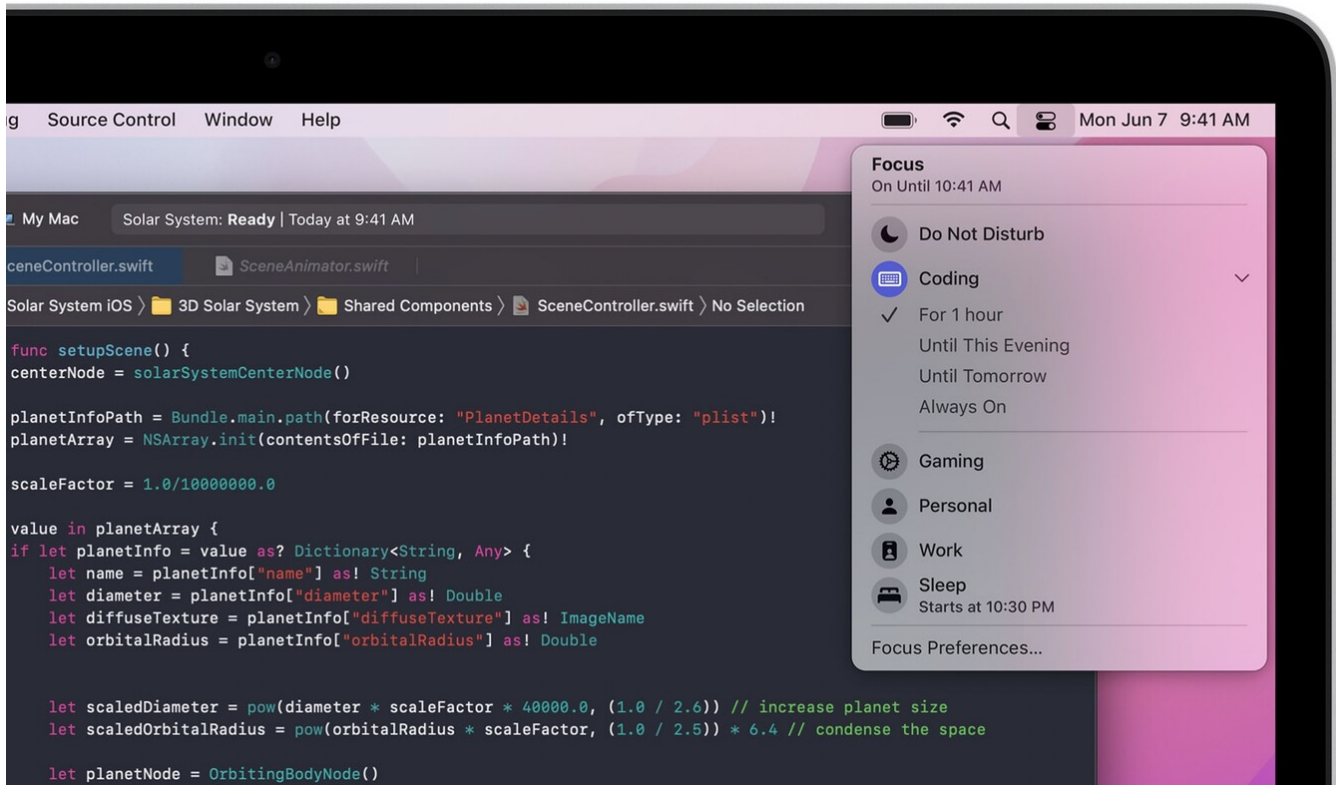 g Source Control Window Help Mon Jun 7 9:41 AM
Focus
On Until 10:41 AM
Do Not Disturb
Coding
For 1 hour
Until This Evening
Until Tomorrow
Always On
Gaming
Personal
Work
Sleep
Starts at 10:30 PM
Focus Preferences...
My Mac Solar System: Ready | Today at 9:41 AM
ceneController.swift SceneAnimator.swift
Solar System iOS 〉 3D Solar System 〉 Shared Components 〉 SceneController.swift 〉 No Selection
func setupScene() {
centerNode = solarSystemCenterNode()
planetInfoPath = Bundle.main.path(forResource: "PlanetDetails", ofType: "plist")!
planetArray = NSArray.init(contentsOfFile: planetInfoPath)!
scaleFactor = 1.0/10000000.0
value in planetArray {
if let planetInfo = value as? Dictionary<String, Any> {
let name = planetInfo["name"] as! String
let diameter = planetInfo["diameter"] as! Double
let diffuseTexture = planetInfo["diffuseTexture"] as! ImageName
let orbitalRadius = planetInfo["orbitalRadius"] as! Double
let scaledDiameter = pow(diameter * scaleFactor * 40000.0, (1.0 / 2.6)) // increase planet size
let scaledOrbitalRadius = pow(orbitalRadius * scaleFactor, (1.0 / 2.5)) * 6.4 // condense the space
let planetNode = OrbitingBodyNode()